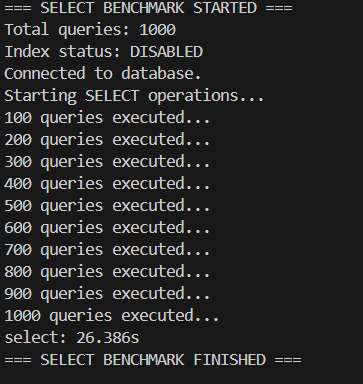 === SELECT BENCHMARK STARTED ===
Total queries: 1000
Index status: DISABLED
Connected to database.
Starting SELECT operations...
100 queries executed...
200 queries executed...
300 queries executed...
400 queries executed...
500 queries executed...
600 queries executed...
700 queries executed...
800 queries executed...
900 queries executed...
1000 queries executed...
select: 26.386s
=== SELECT BENCHMARK FINISHED ===